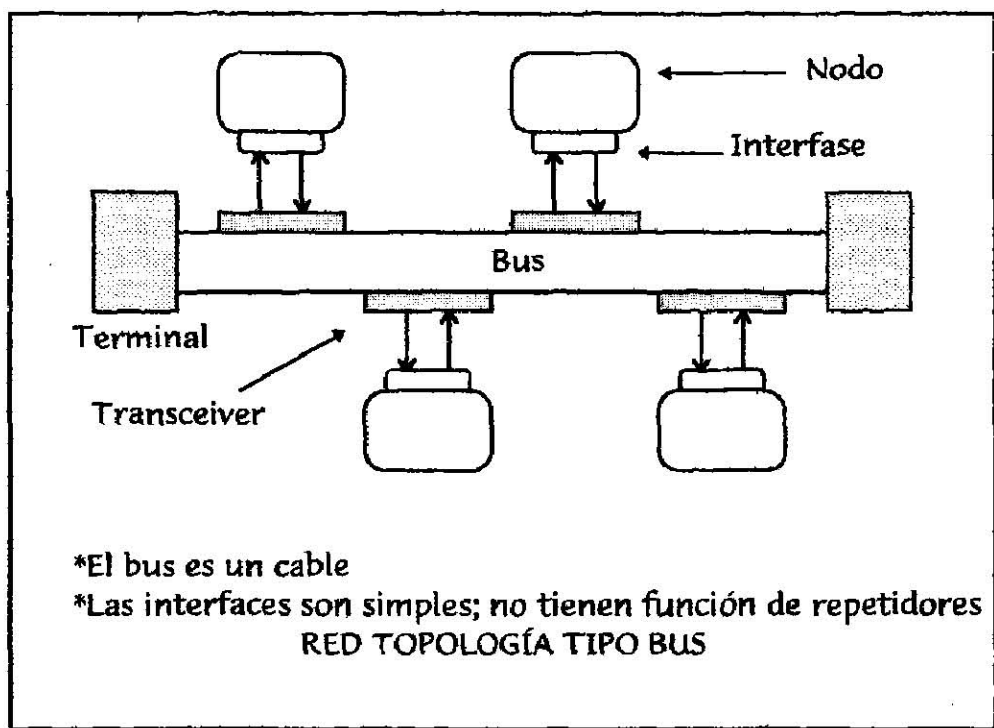 Nodo
Interfase
Bus
Terminal
Transceiver
*El bus es un cable
*Las interfaces son simples; no tienen función de repetidores
RED TOPOLOGÍA TIPO BUS